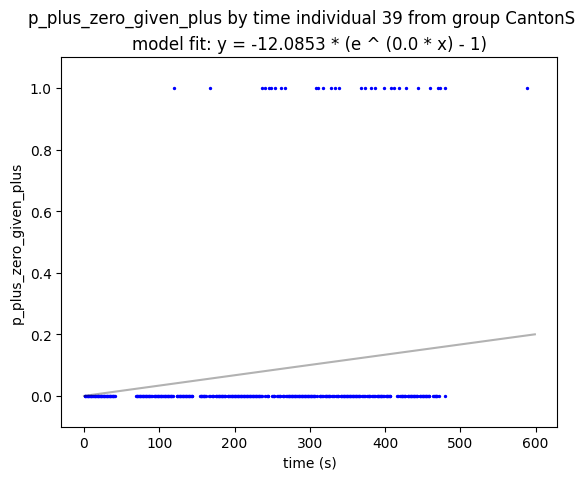 p_plus_zero_given_plus by time individual 39 from group CantonS
model fit: y = -12.0853 * (e ^ (0.0 * x) - 1)
1.0
0.8
0.6
0.4
0.2
0.0
p_plus_zero_given_plus
0 100 200 300 400 500 600
time (s)